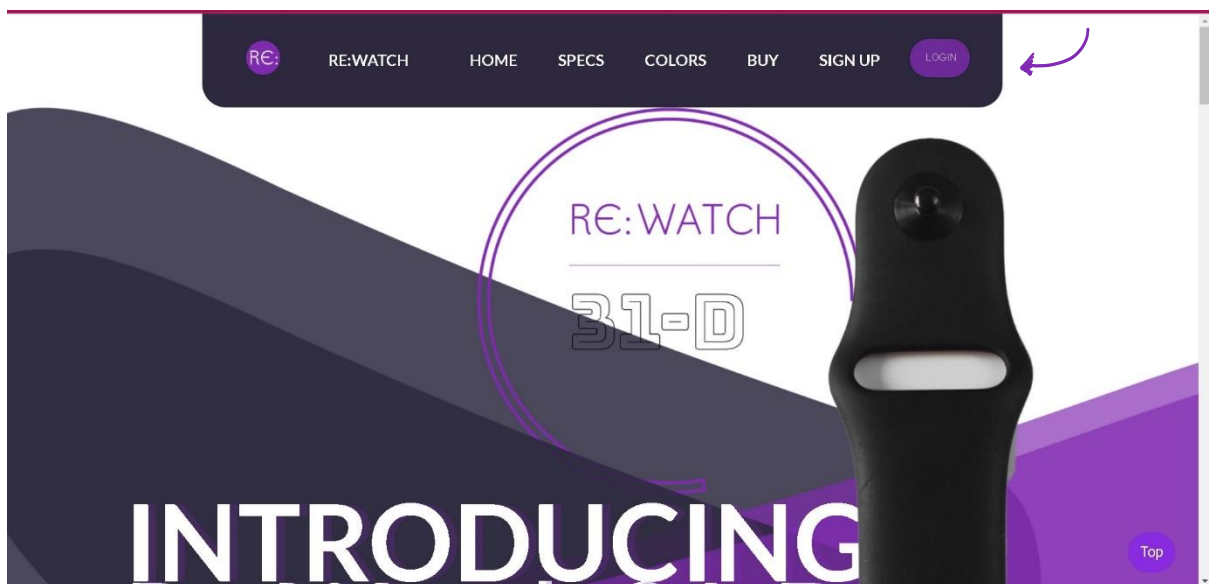 RE: RE:WATCH HOME SPECS COLORS BUY SIGN UP LOGIN
RE:WATCH
31-D
INTRODUCING
Top